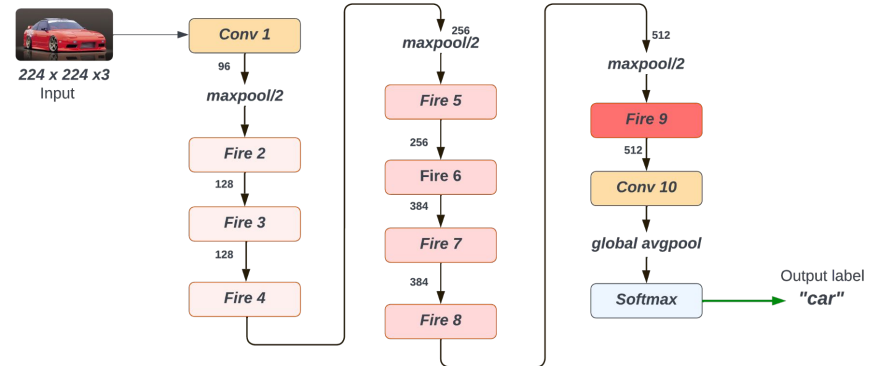 224 x 224 x3
Input
Conv 1
96
maxpool/2
Fire 2
128
Fire 3
128
Fire 4
256
maxpool/2
Fire 5
256
Fire 6
384
Fire 7
384
Fire 8
512
maxpool/2
Fire 9
512
Conv 10
global avgpool
Softmax
Output label
"car"